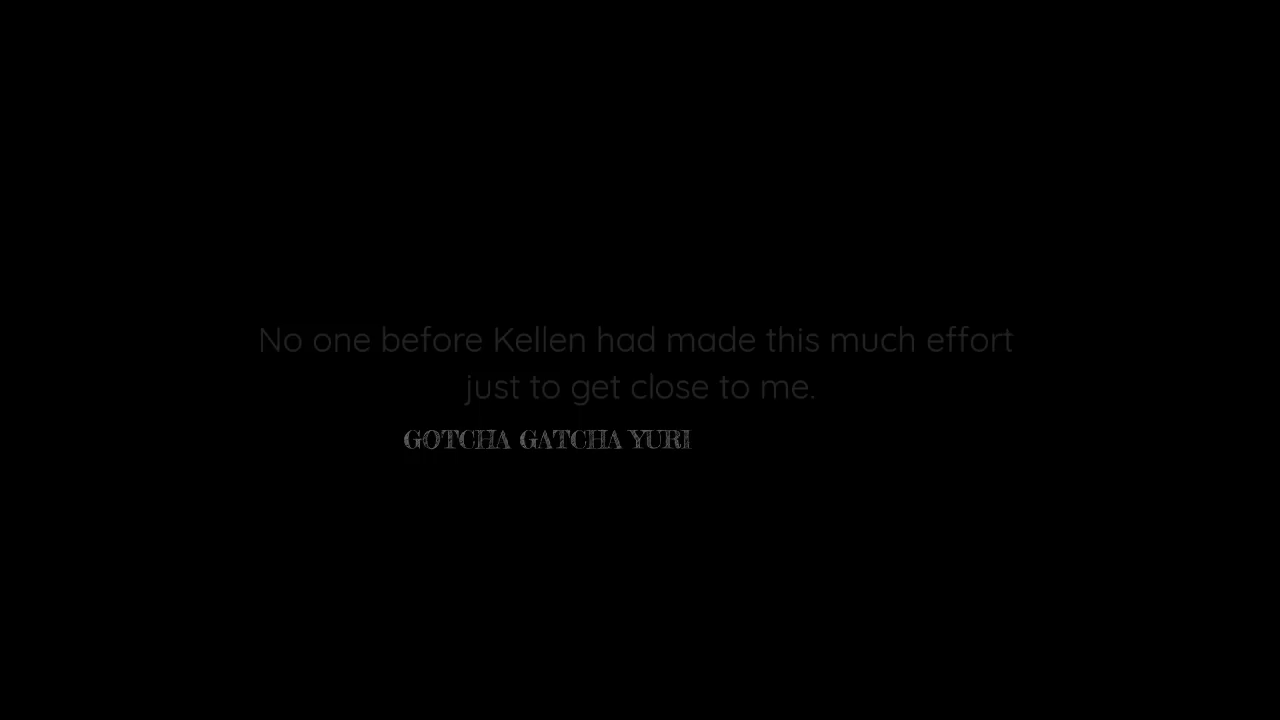 No one before Kellen had made this much effort
just to get close to me.
GOTCHA GATCHA YURI